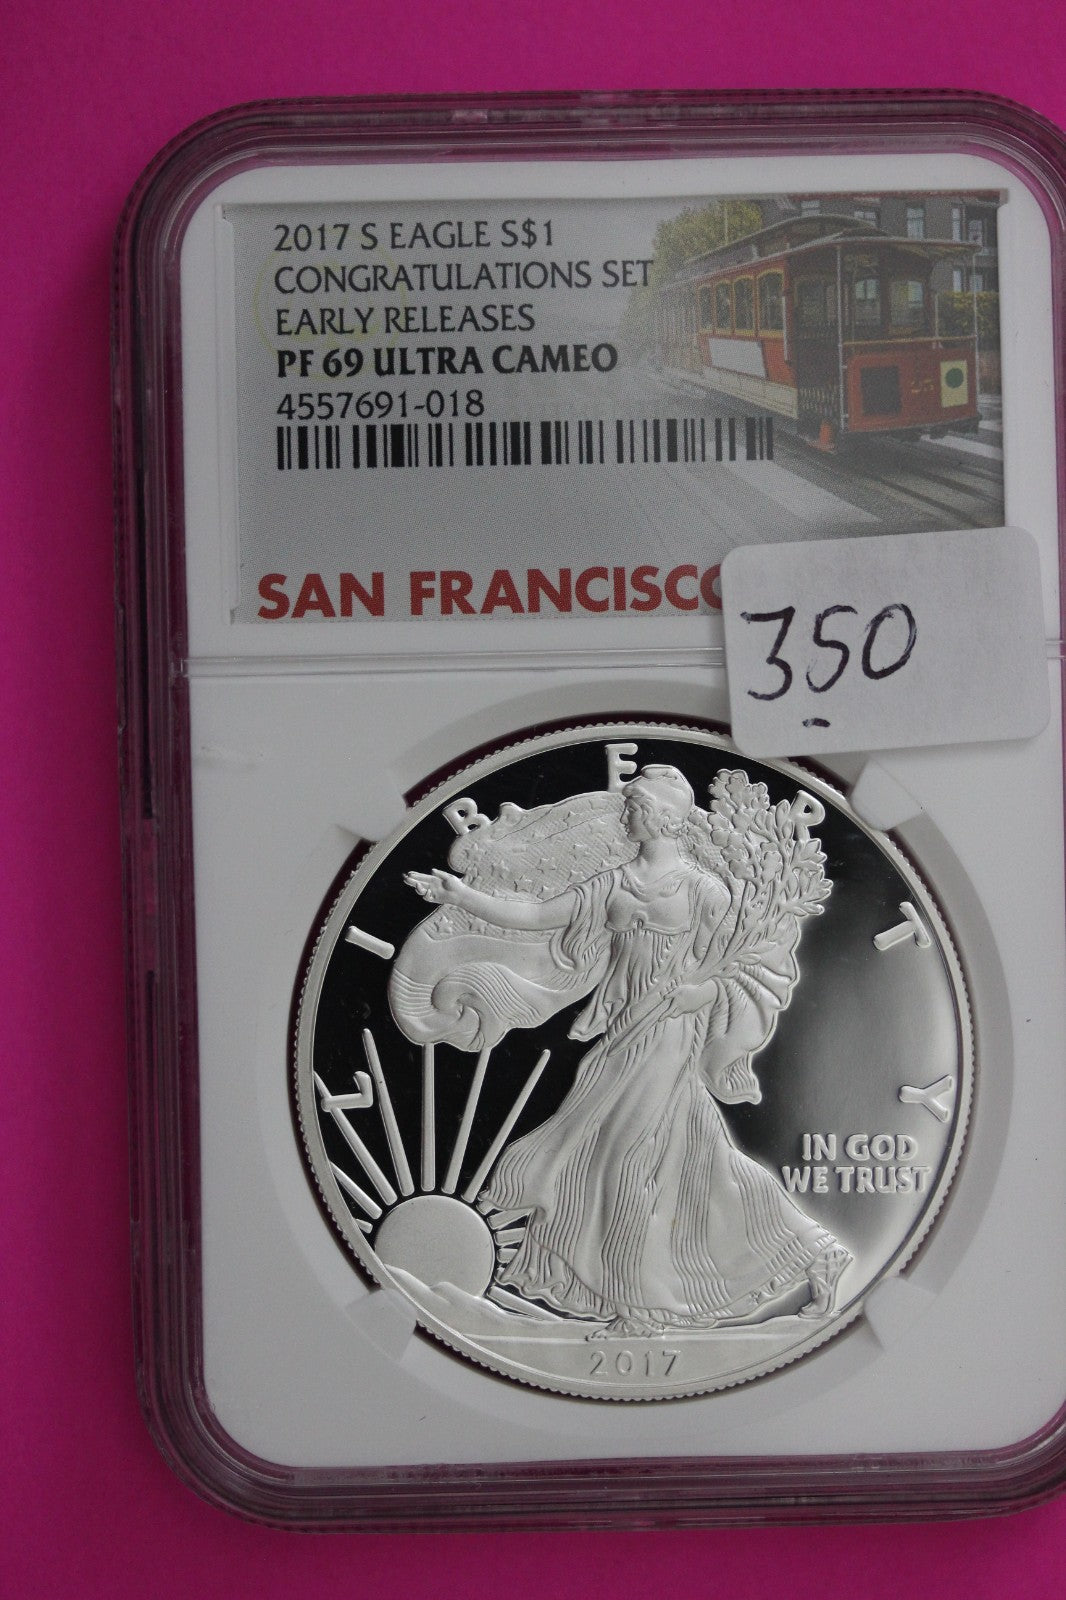 2017 S EAGLE S$1
CONGRATULATIONS SET
EARLY RELEASES
PF 69 ULTRA CAMEO
4557691-018
SAN FRANCISCO
350
LIBERTY
IN GOD
WE TRUST
2017